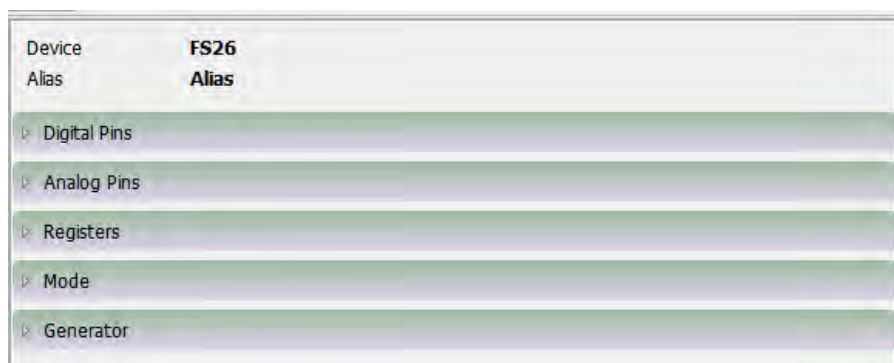 Device FS26
Alias Alias
Digital Pins
Analog Pins
Registers
Mode
Generator